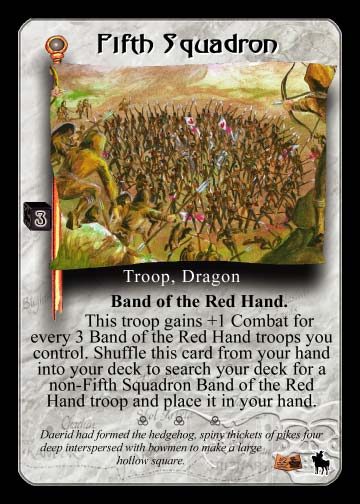 Fifth Squadron
3
Troop, Dragon
Band of the Red Hand.
This troop gains +1 Combat for
every 3 Band of the Red Hand troops you
control. Shuffle this card from your hand
into your deck to search your deck for a
non-Fifth Squadron Band of the Red
Hand troop and place it in your hand.
Daerid had formed the hedgehog, spiny thickets of pikes four
deep interspersed with bowmen to make a large
hollow square.